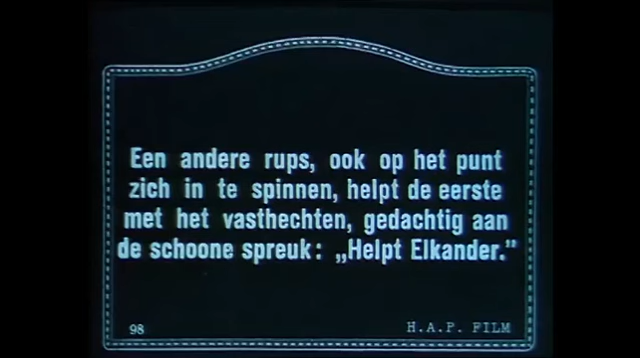 Een andere rups, ook op het punt
zich in te spinnen, helpt de eerste
met het vasthechten, gedachtig aan
de schoone spreuk: „Helpt Elkander.”
98
H.A.P. FILM